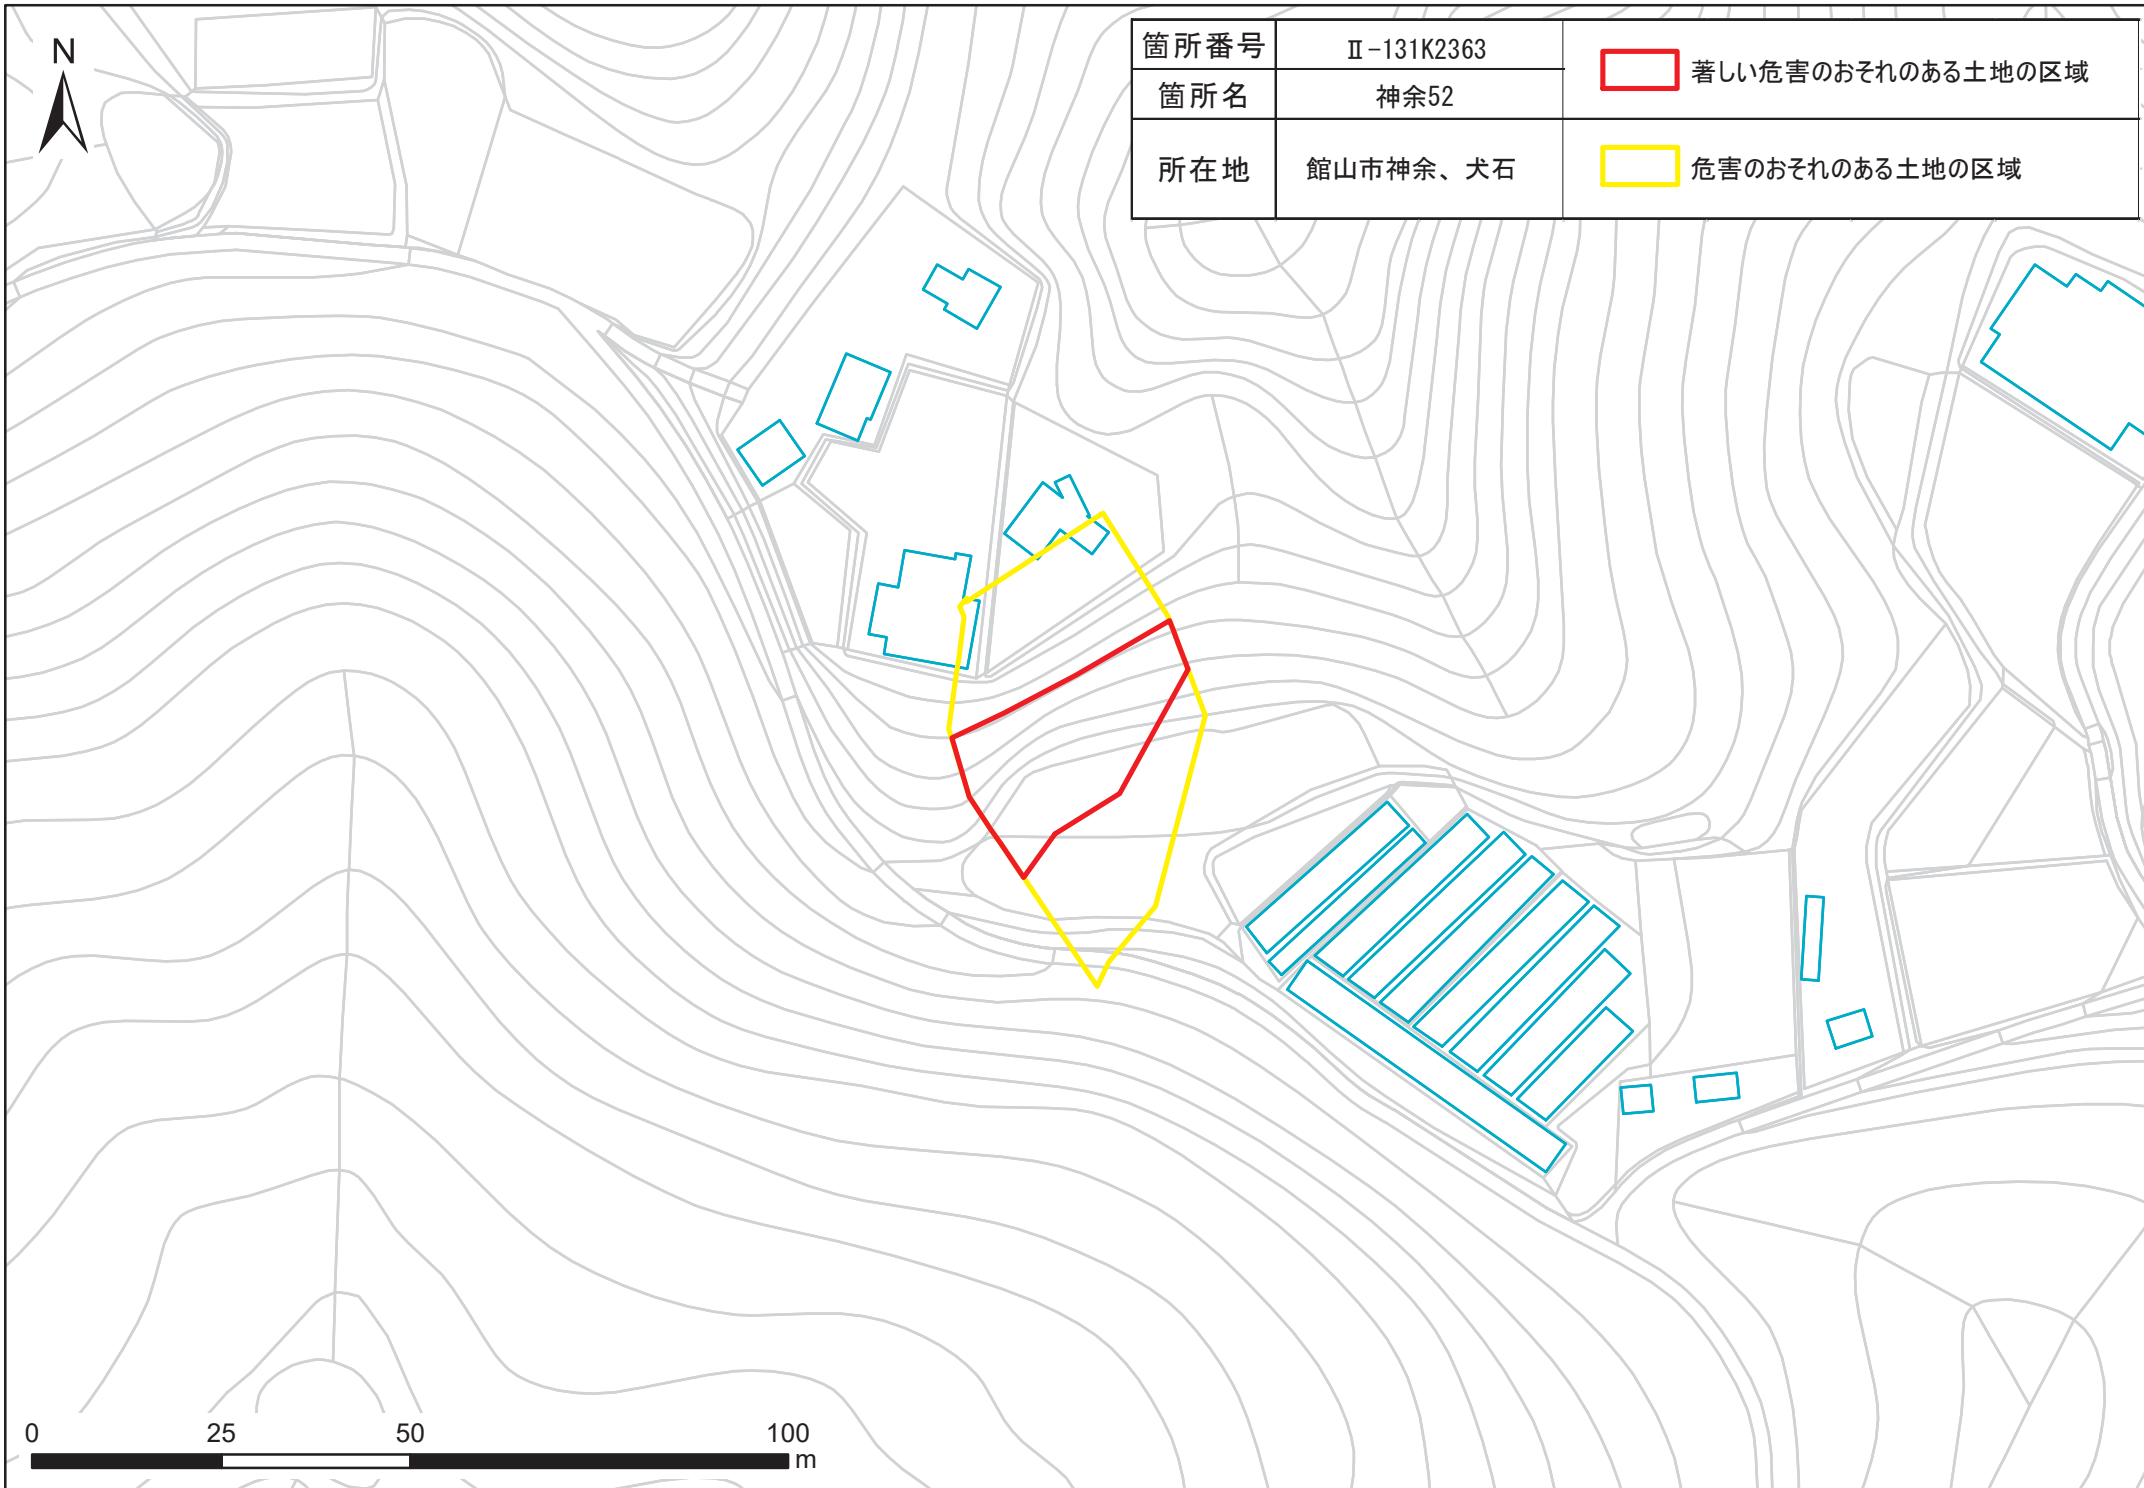 N
箇所番号 Ⅱ-131K2363
著しい危害のおそれのある土地の区域
箇所名 神余52
所在地 館山市神余、犬石
危害のおそれのある土地の区域
0 25 50 100
m